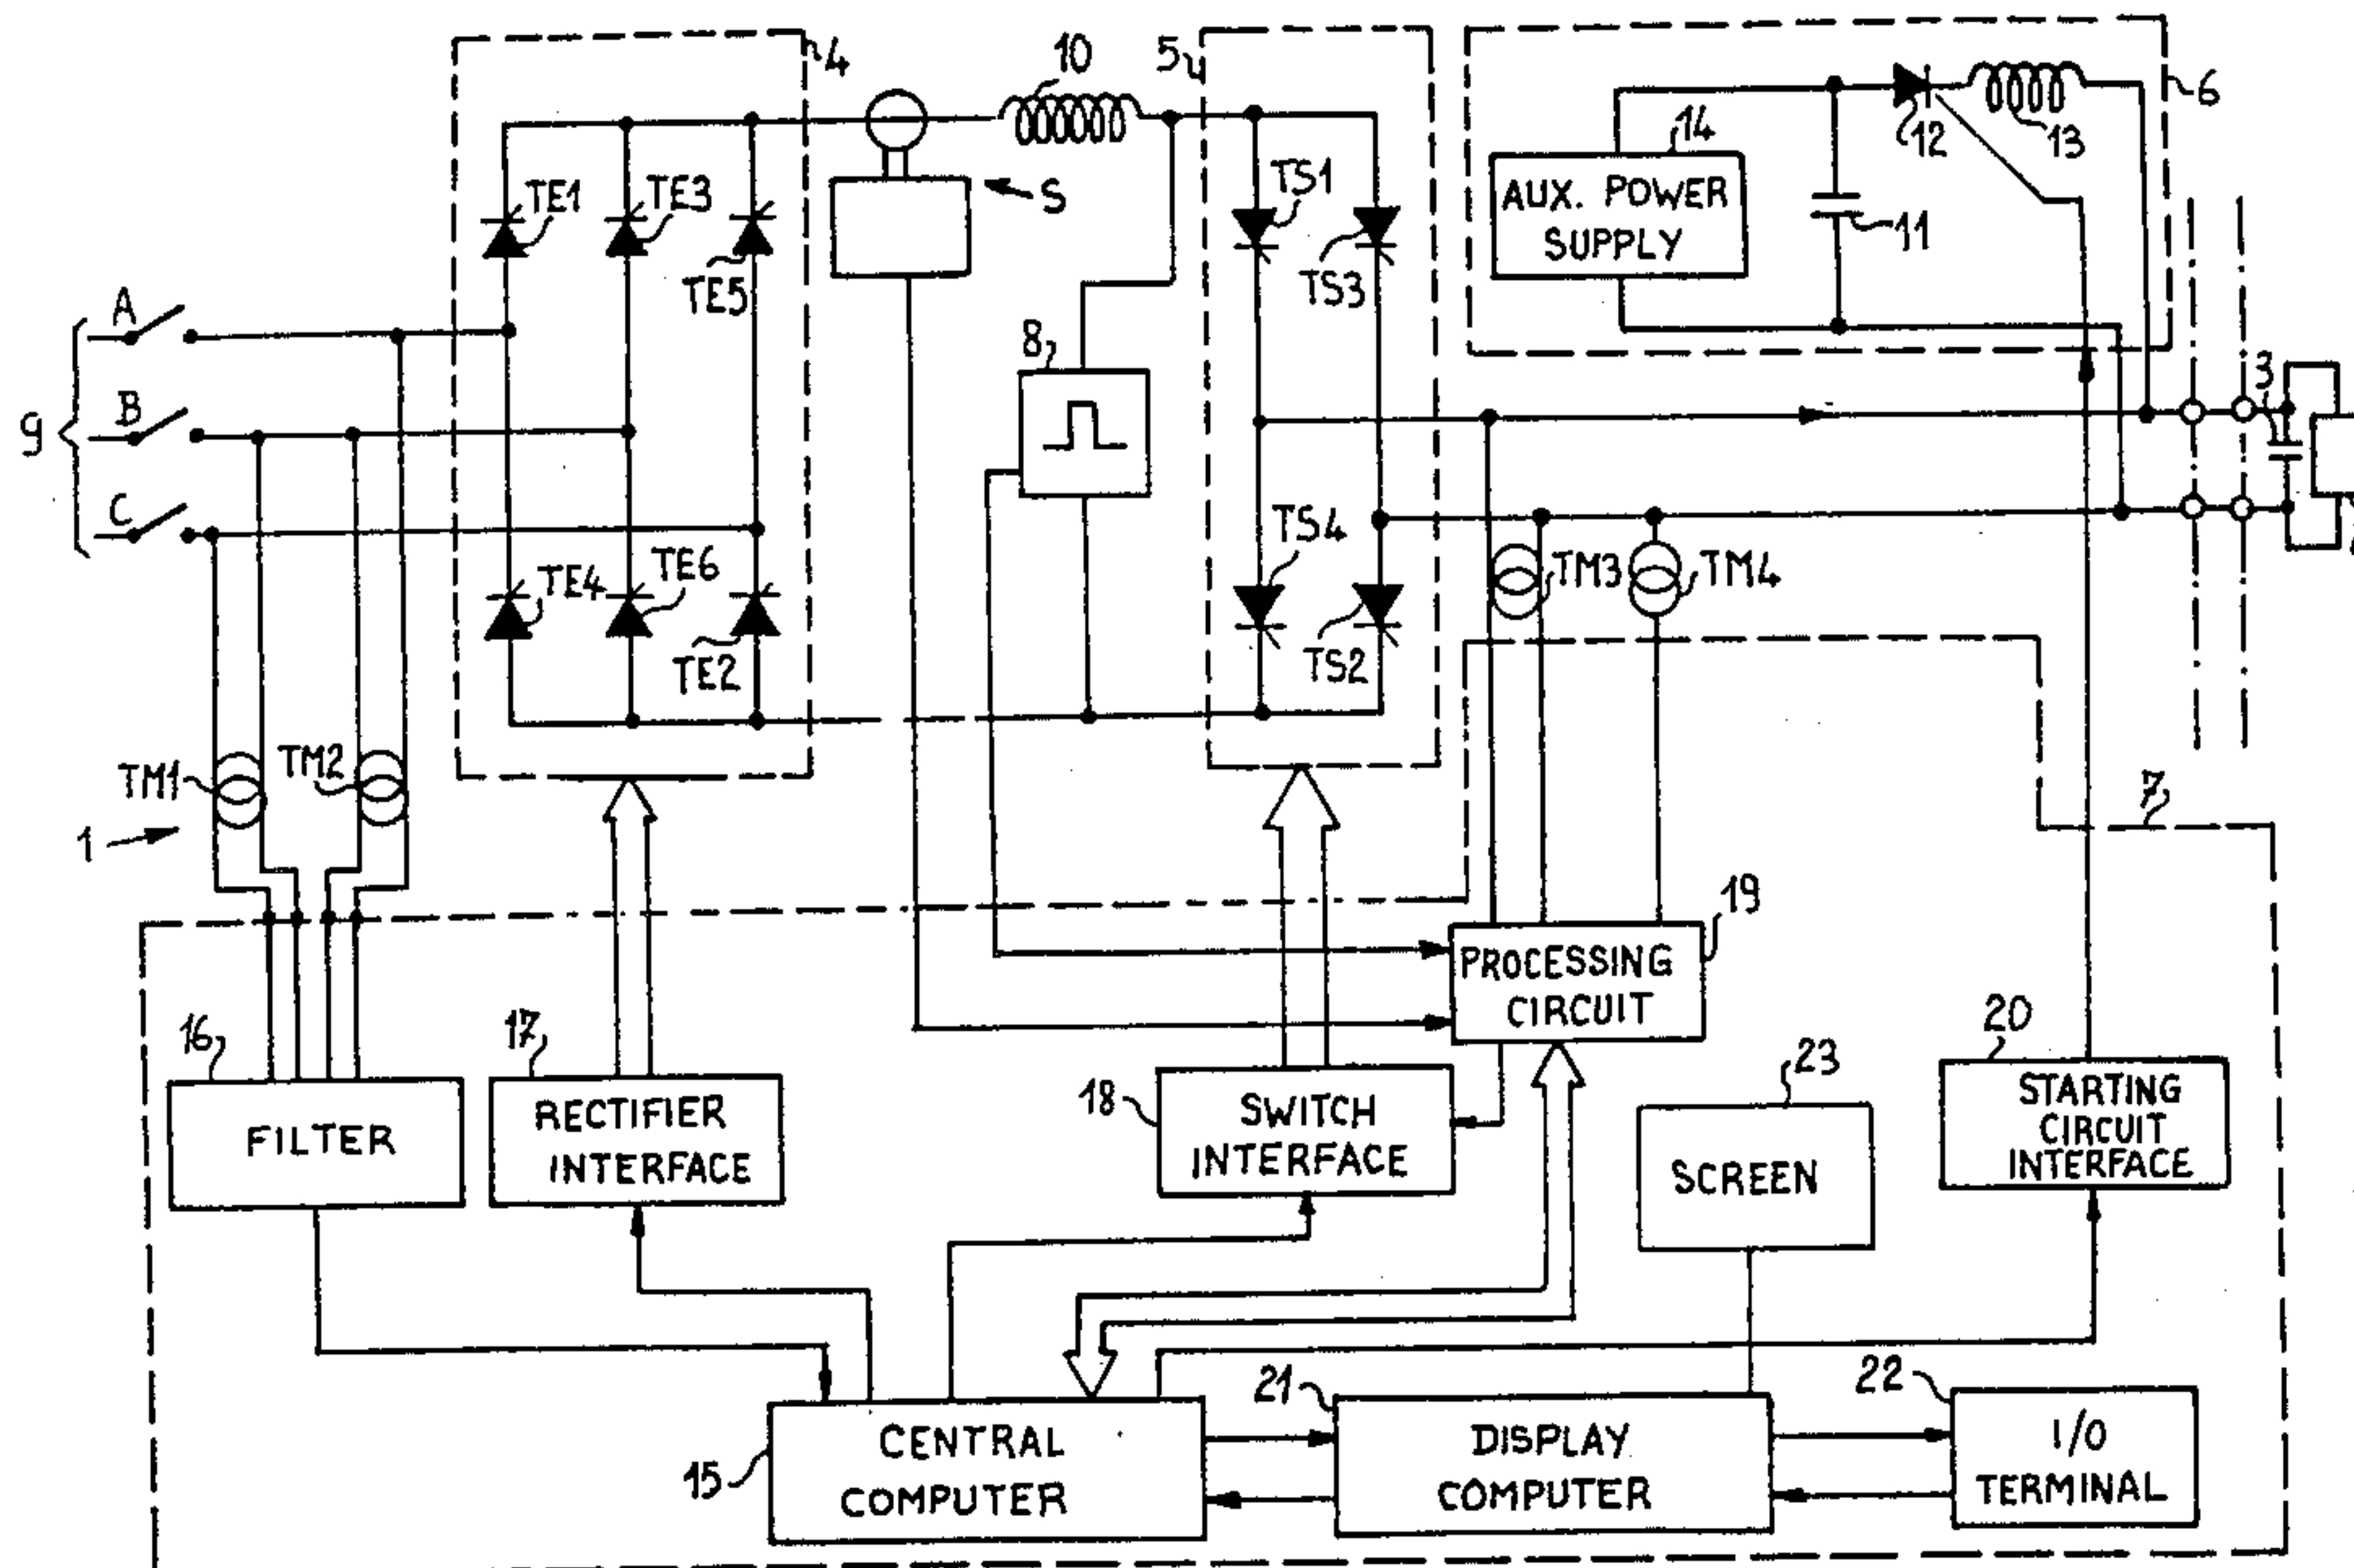 4
10
5
6
14
12
13
AUX. POWER
SUPPLY
11
S
TE1
TE3
TE5
TS1
TS3
A
B
C
9
8
3
TE4
TE6
TE2
TS4
TS2
TM3
TM4
TM1
TM2
1
7
19
PROCESSING
CIRCUIT
16
17
18
20
23
FILTER
RECTIFIER
INTERFACE
SWITCH
INTERFACE
SCREEN
STARTING
CIRCUIT
INTERFACE
15
21
22
CENTRAL
COMPUTER
DISPLAY
COMPUTER
I/O
TERMINAL